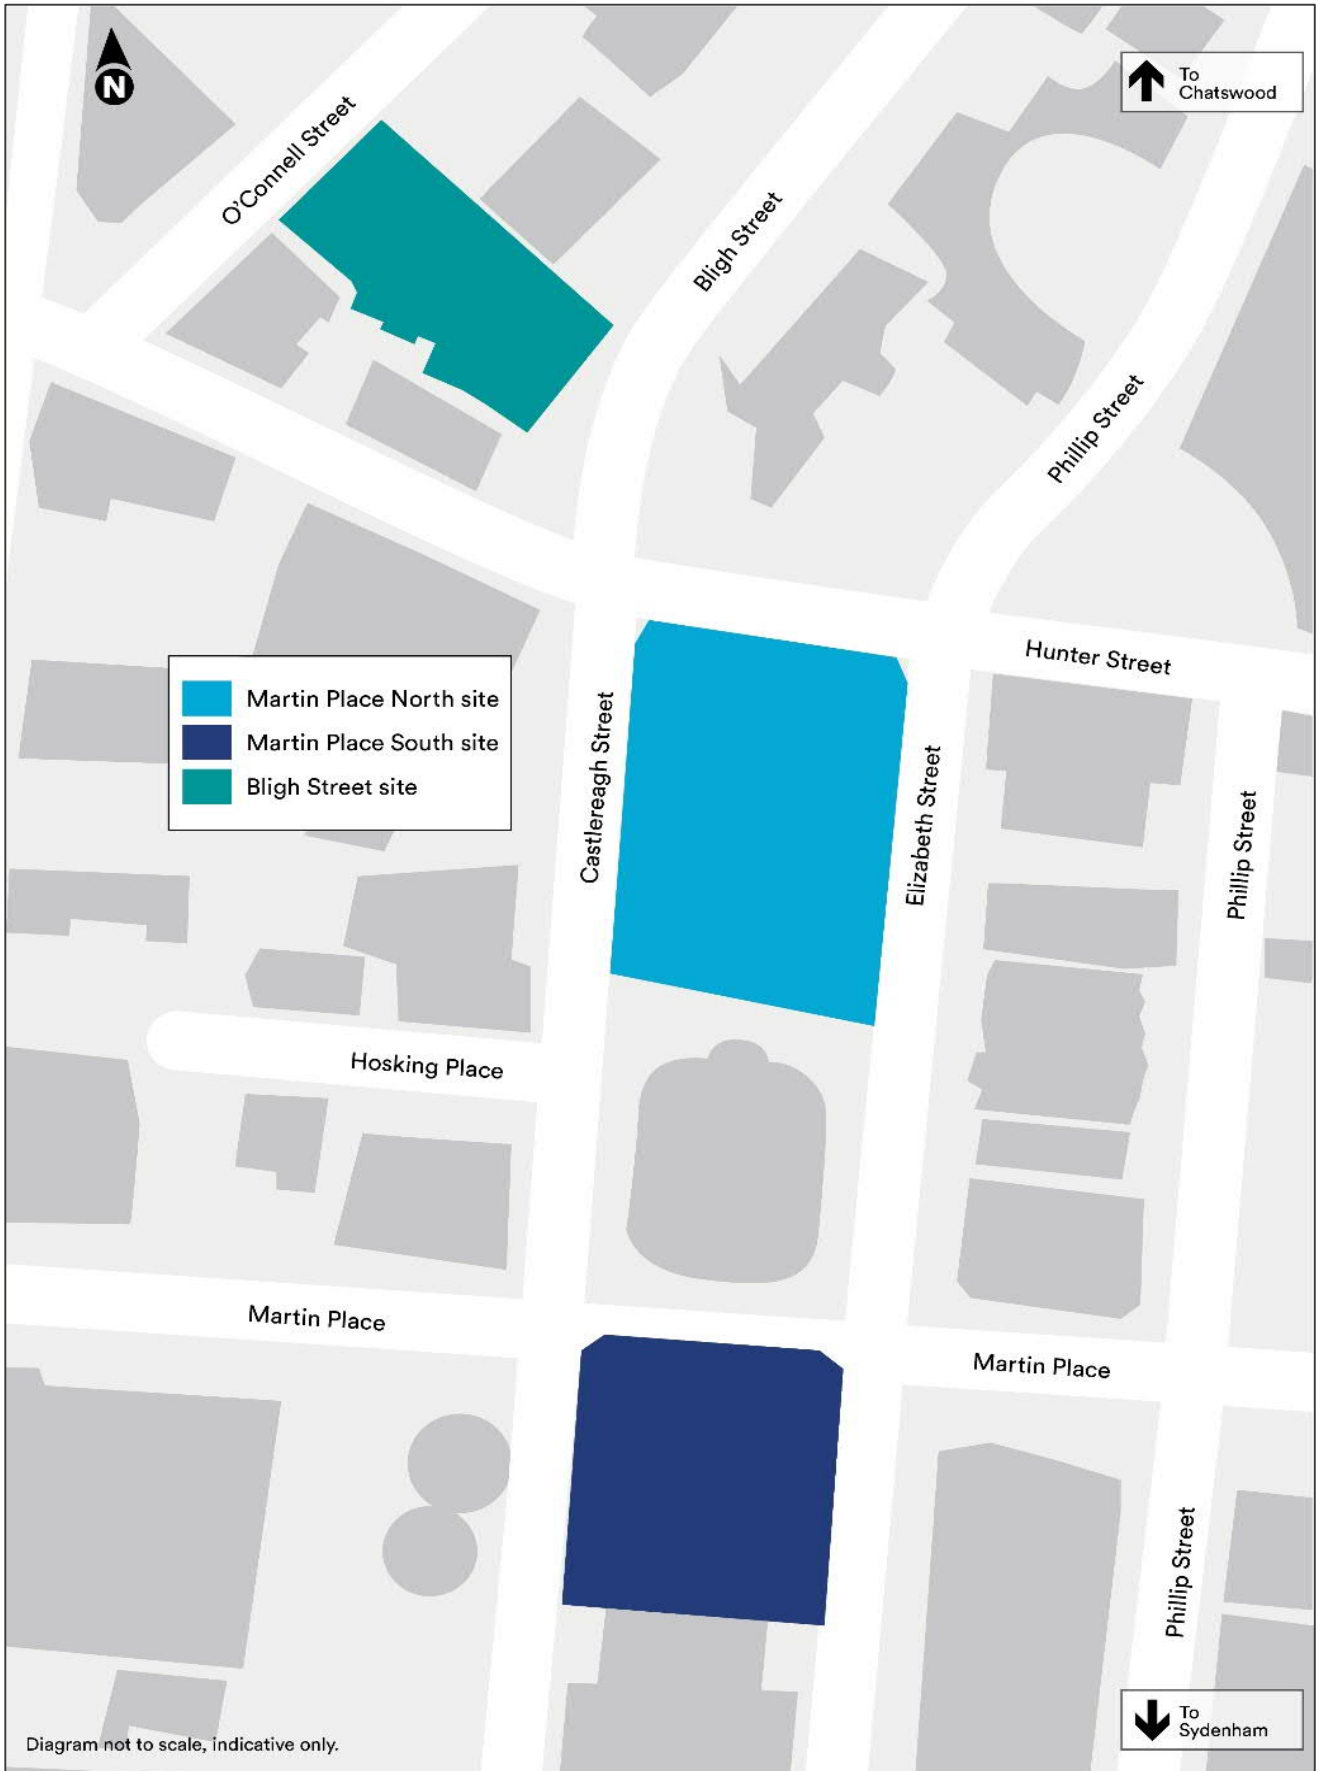 N
To
Chatswood
O'Connell Street
Bligh Street
Phillip Street
Hunter Street
Martin Place North site
Martin Place South site
Bligh Street site
Castlereagh Street
Elizabeth Street
Phillip Street
Hosking Place
Martin Place
Martin Place
Phillip Street
To
Sydenham
Diagram not to scale, indicative only.